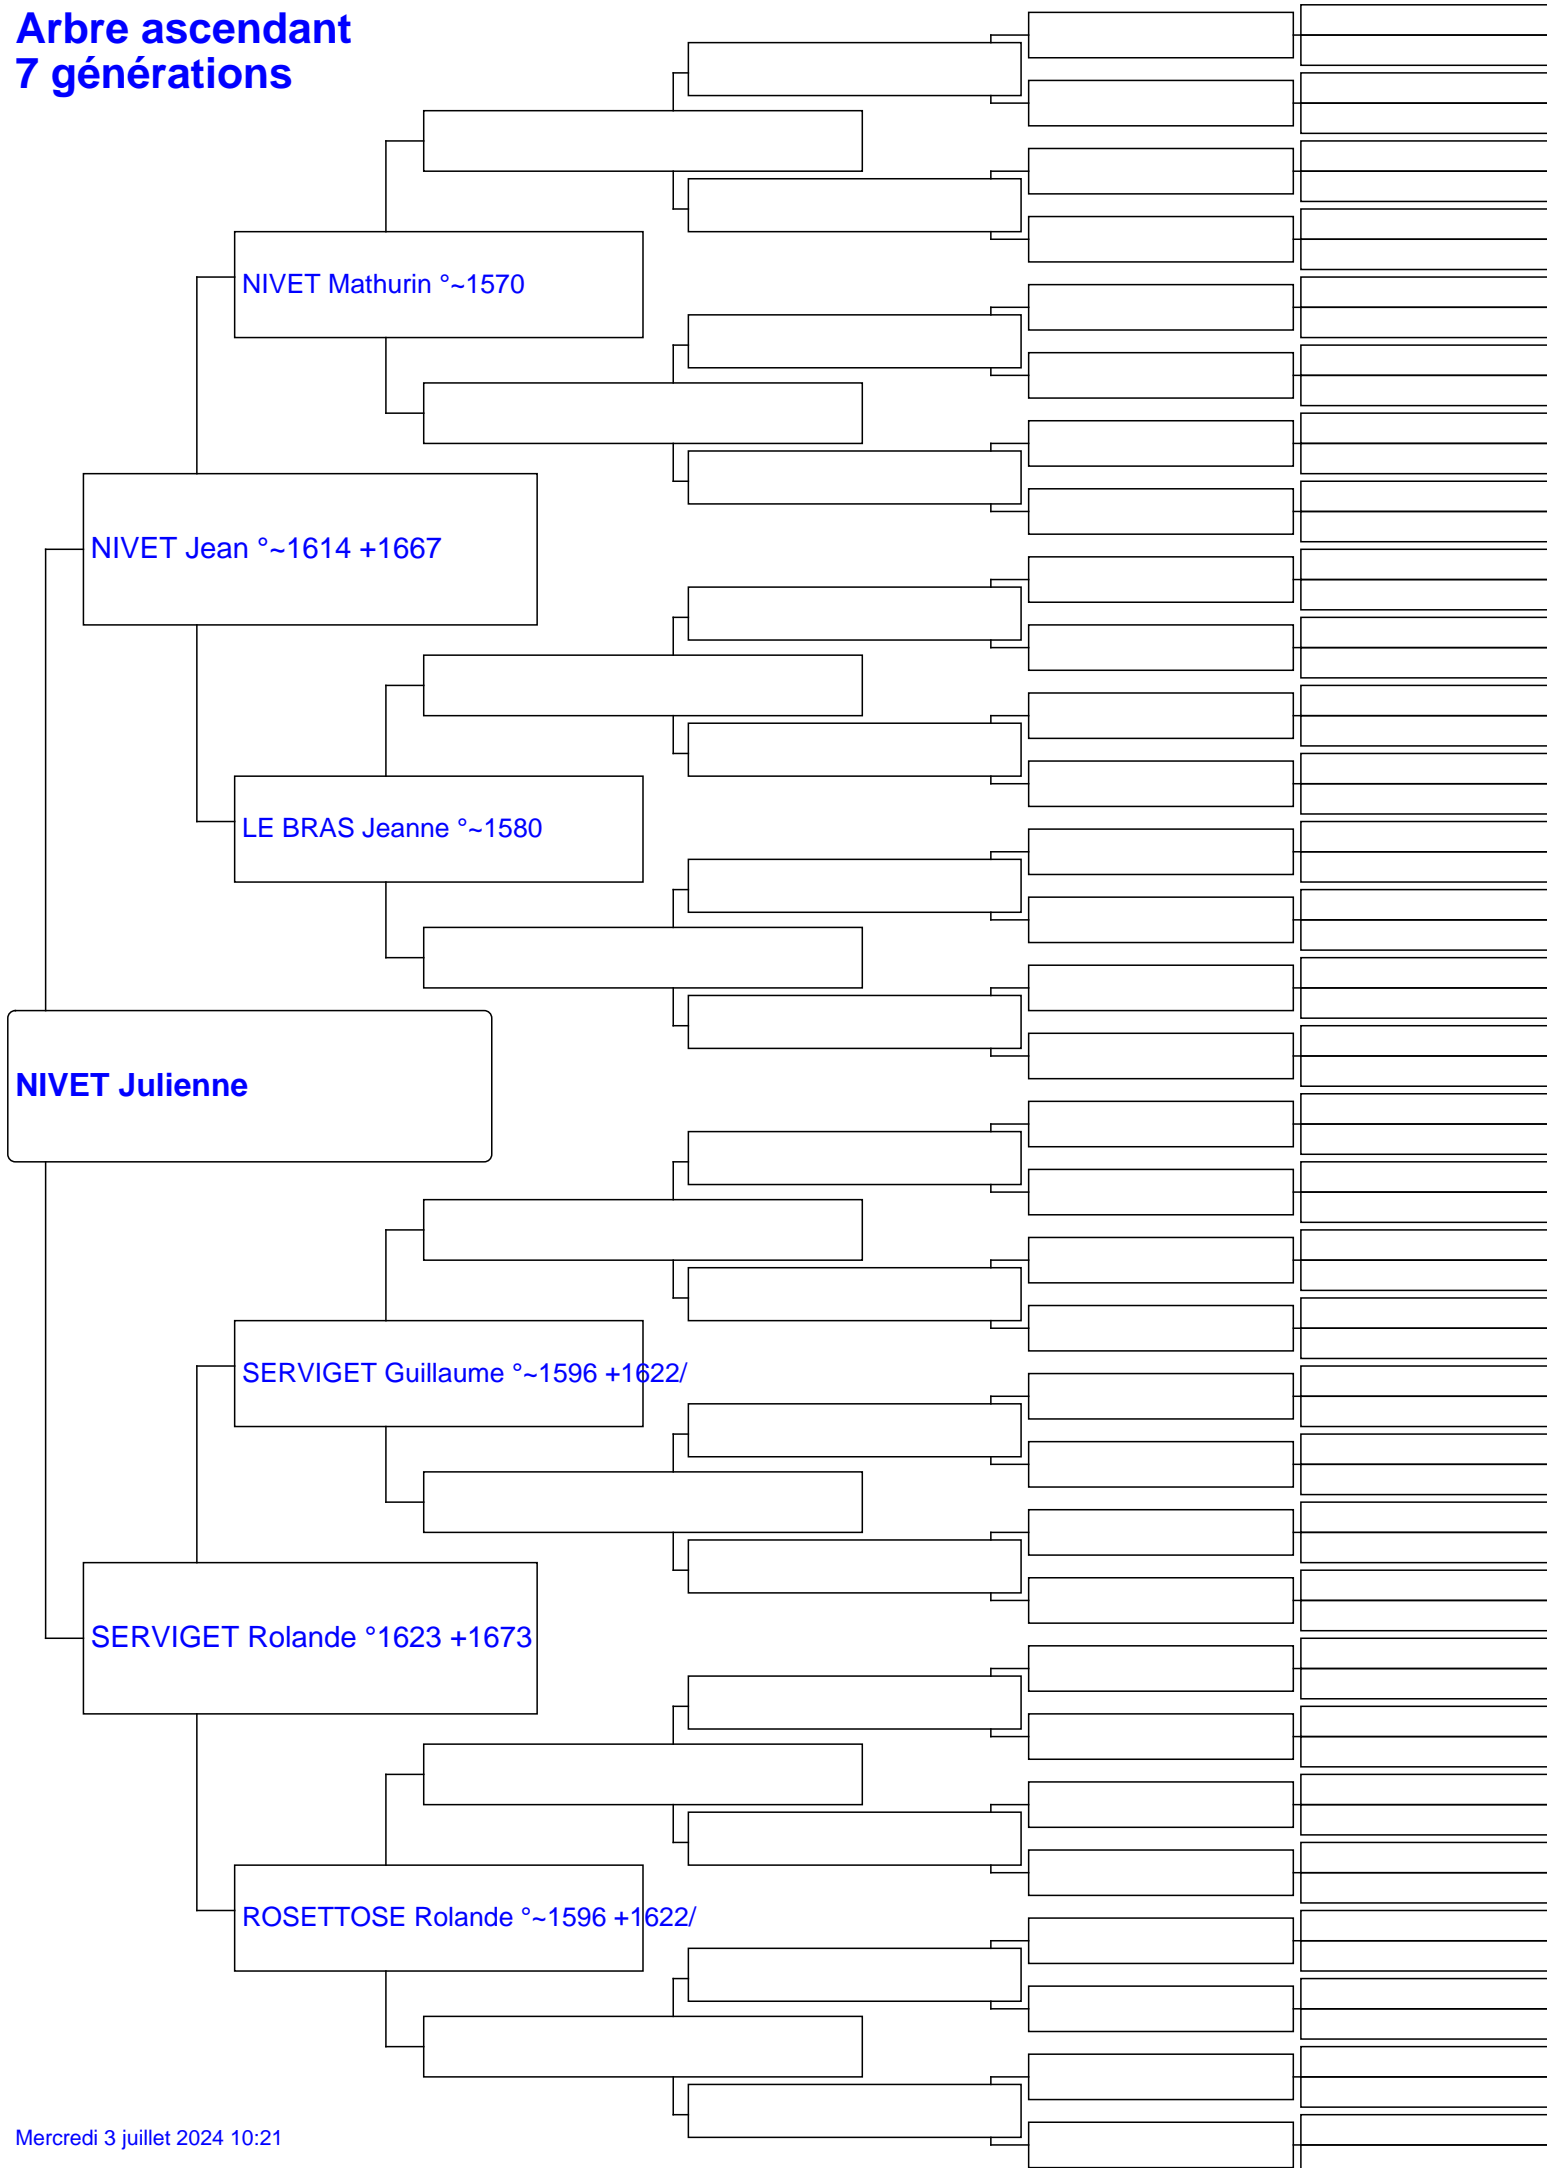 Arbre ascendant
7 générations
NIVET Mathurin °~1570
NIVET Jean °~1614 +1667
LE BRAS Jeanne °~1580
NIVET Julienne
SERVIGET Guillaume °~1596 +1622/
SERVIGET Rolande °1623 +1673
ROSETTOSE Rolande °~1596 +1622/
Mercredi 3 juillet 2024 10:21